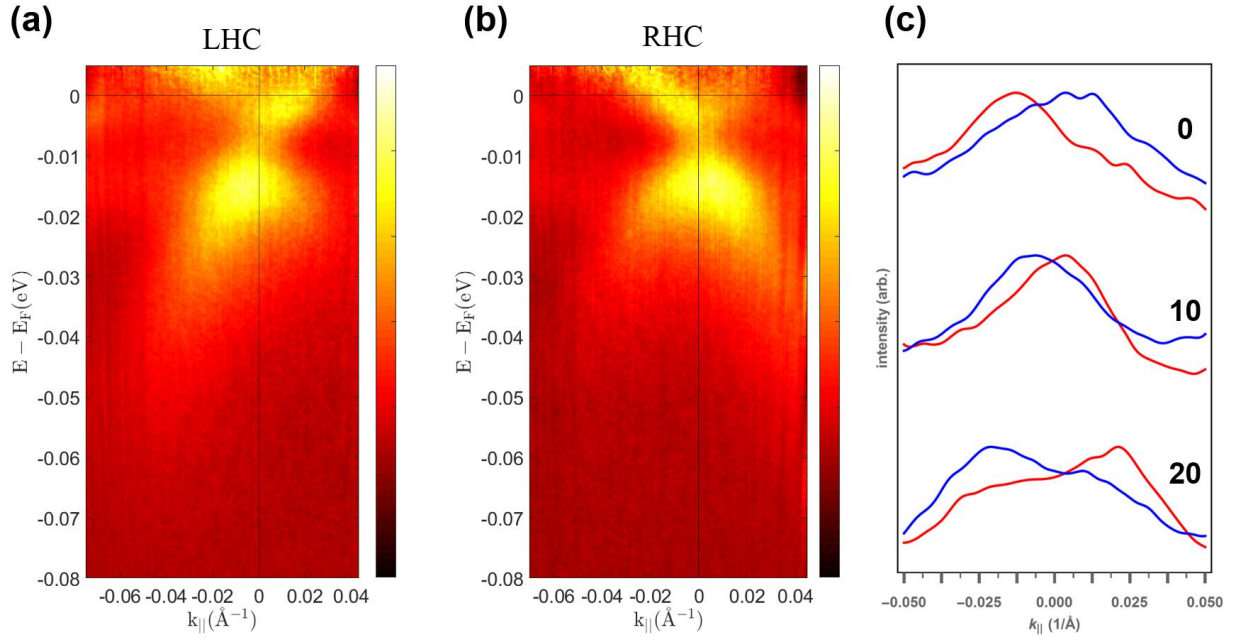 (a)
LHC
0
-0.01
-0.02
-0.03
-0.04
-0.05
-0.06
-0.07
-0.08
E − E_F(eV)
-0.06 -0.04 -0.02 0 0.02 0.04
k_||(Å⁻¹)
(b)
RHC
0
-0.01
-0.02
-0.03
-0.04
-0.05
-0.06
-0.07
-0.08
E − E_F(eV)
-0.06 -0.04 -0.02 0 0.02 0.04
k_||(Å⁻¹)
(c)
0
10
20
intensity (arb.)
−0.050 −0.025 0.000 0.025 0.050
k_|| (1/Å)